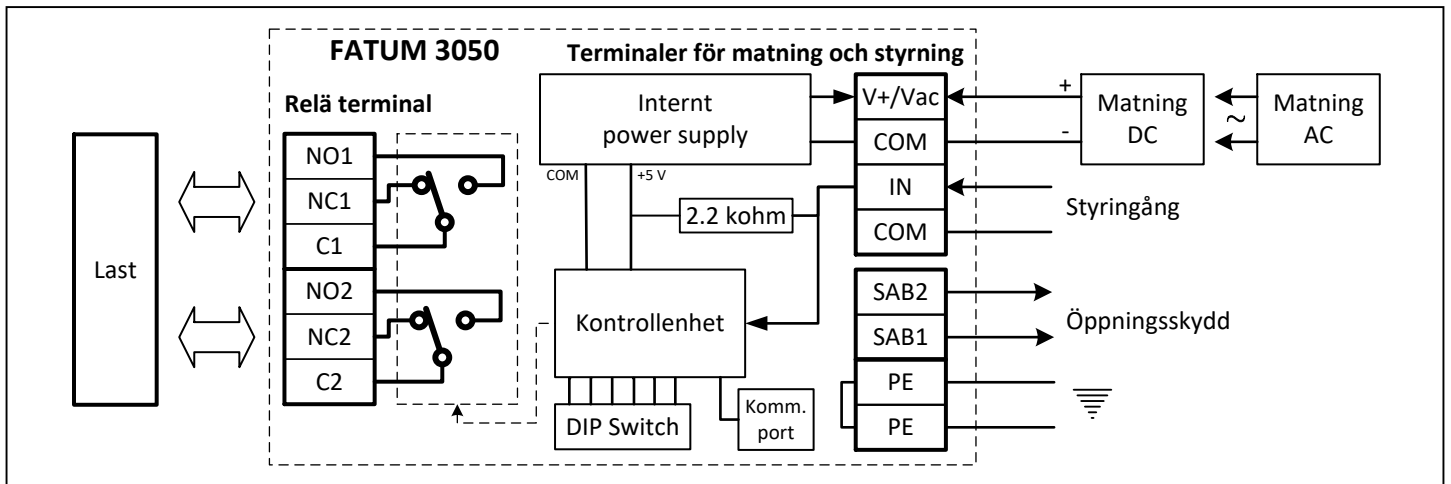 FATUM 3050
Terminaler för matning och styrning
Relä terminal
Last
NO1
NC1
C1
NO2
NC2
C2
Internt
power supply
COM
+5 V
2.2 kohm
Kontrollenhet
DIP Switch
Komm.
port
V+/Vac
COM
IN
COM
SAB2
SAB1
PE
PE
+
-
Matning
DC
~
Matning
AC
Styringång
Öppningsskydd